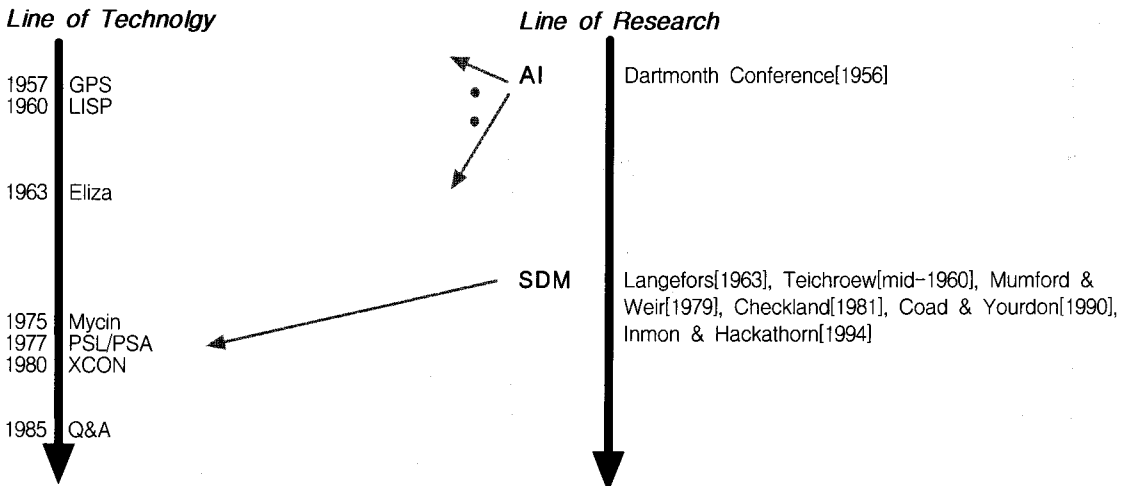 Line of Technolgy
1957 GPS
1960 LISP
1963 Eliza
1975 Mycin
1977 PSL/PSA
1980 XCON
1985 Q&A
Line of Research
AI
Dartmonth Conference[1956]
SDM
Langefors[1963], Teichroew[mid-1960], Mumford &
Weir[1979], Checkland[1981], Coad & Yourdon[1990],
Inmon & Hackathorn[1994]